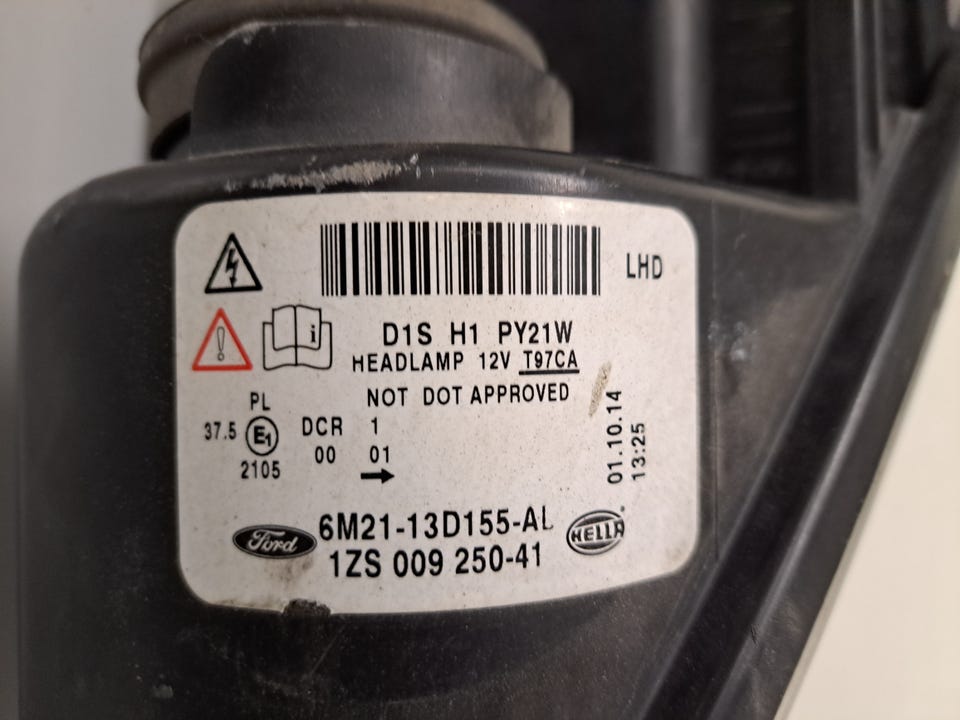 LHD
D1S H1 PY21W
HEADLAMP 12V T97CA
NOT DOT APPROVED
PL
37.5 E1 DCR 1
2105 00 01
01.10.14
13:25
Ford 6M21-13D155-AL HELLA
1ZS 009 250-41